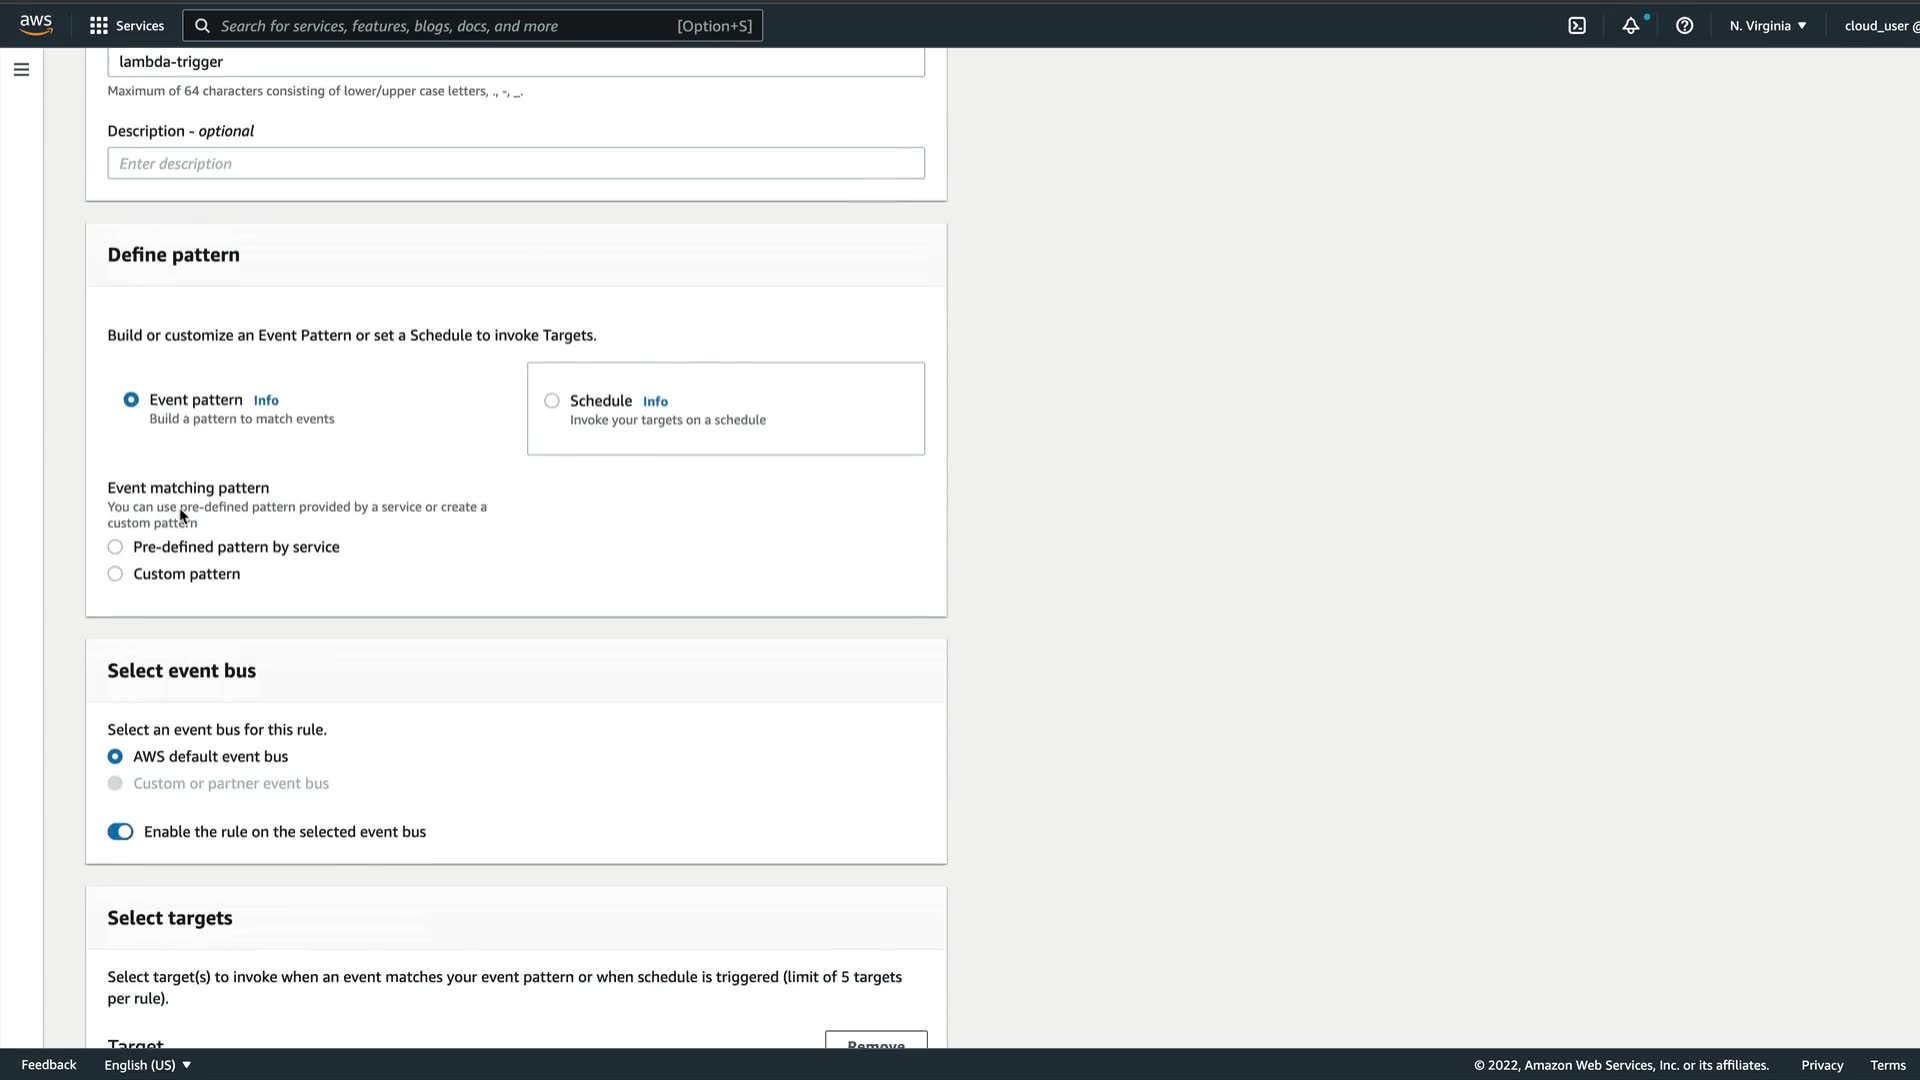 aws
Services
Search for services, features, blogs, docs, and more
[Option+S]
N. Virginia ▼
cloud_user @
lambda-trigger
Maximum of 64 characters consisting of lower/upper case letters, ., -, _.
Description - optional
Enter description
Define pattern
Build or customize an Event Pattern or set a Schedule to invoke Targets.
Event pattern Info
Build a pattern to match events
Schedule Info
Invoke your targets on a schedule
Event matching pattern
You can use pre-defined pattern provided by a service or create a
custom pattern
Pre-defined pattern by service
Custom pattern
Select event bus
Select an event bus for this rule.
AWS default event bus
Custom or partner event bus
Enable the rule on the selected event bus
Select targets
Select target(s) to invoke when an event matches your event pattern or when schedule is triggered (limit of 5 targets
per rule).
Target
Remove
Feedback
English (US) ▼
© 2022, Amazon Web Services, Inc. or its affiliates.
Privacy
Terms